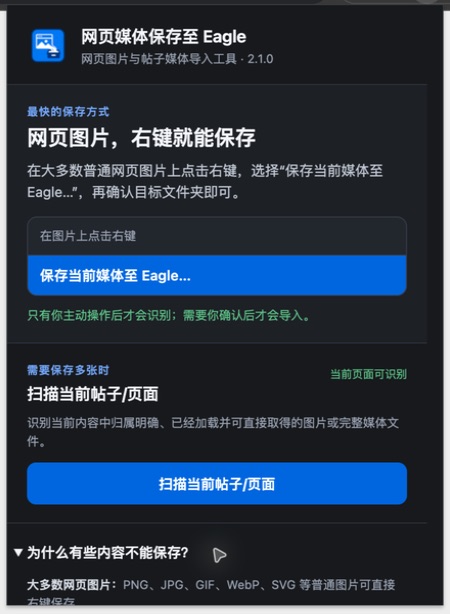 网页媒体保存至 Eagle
网页图片与帖子媒体导入工具 · 2.1.0
最快的保存方式
网页图片，右键就能保存
在大多数普通网页图片上点击右键，选择“保存当前媒体至
Eagle...”，再确认目标文件夹即可。
在图片上点击右键
保存当前媒体至 Eagle...
只有你主动操作后才会识别；需要你确认后才会导入。
需要保存多张时
当前页面可识别
扫描当前帖子/页面
识别当前内容中归属明确、已经加载并可直接取得的图片或完整媒体文
件。
扫描当前帖子/页面
▼ 为什么有些内容不能保存？
大多数网页图片：PNG、JPG、GIF、WebP、SVG 等普通图片可直接
右键保存